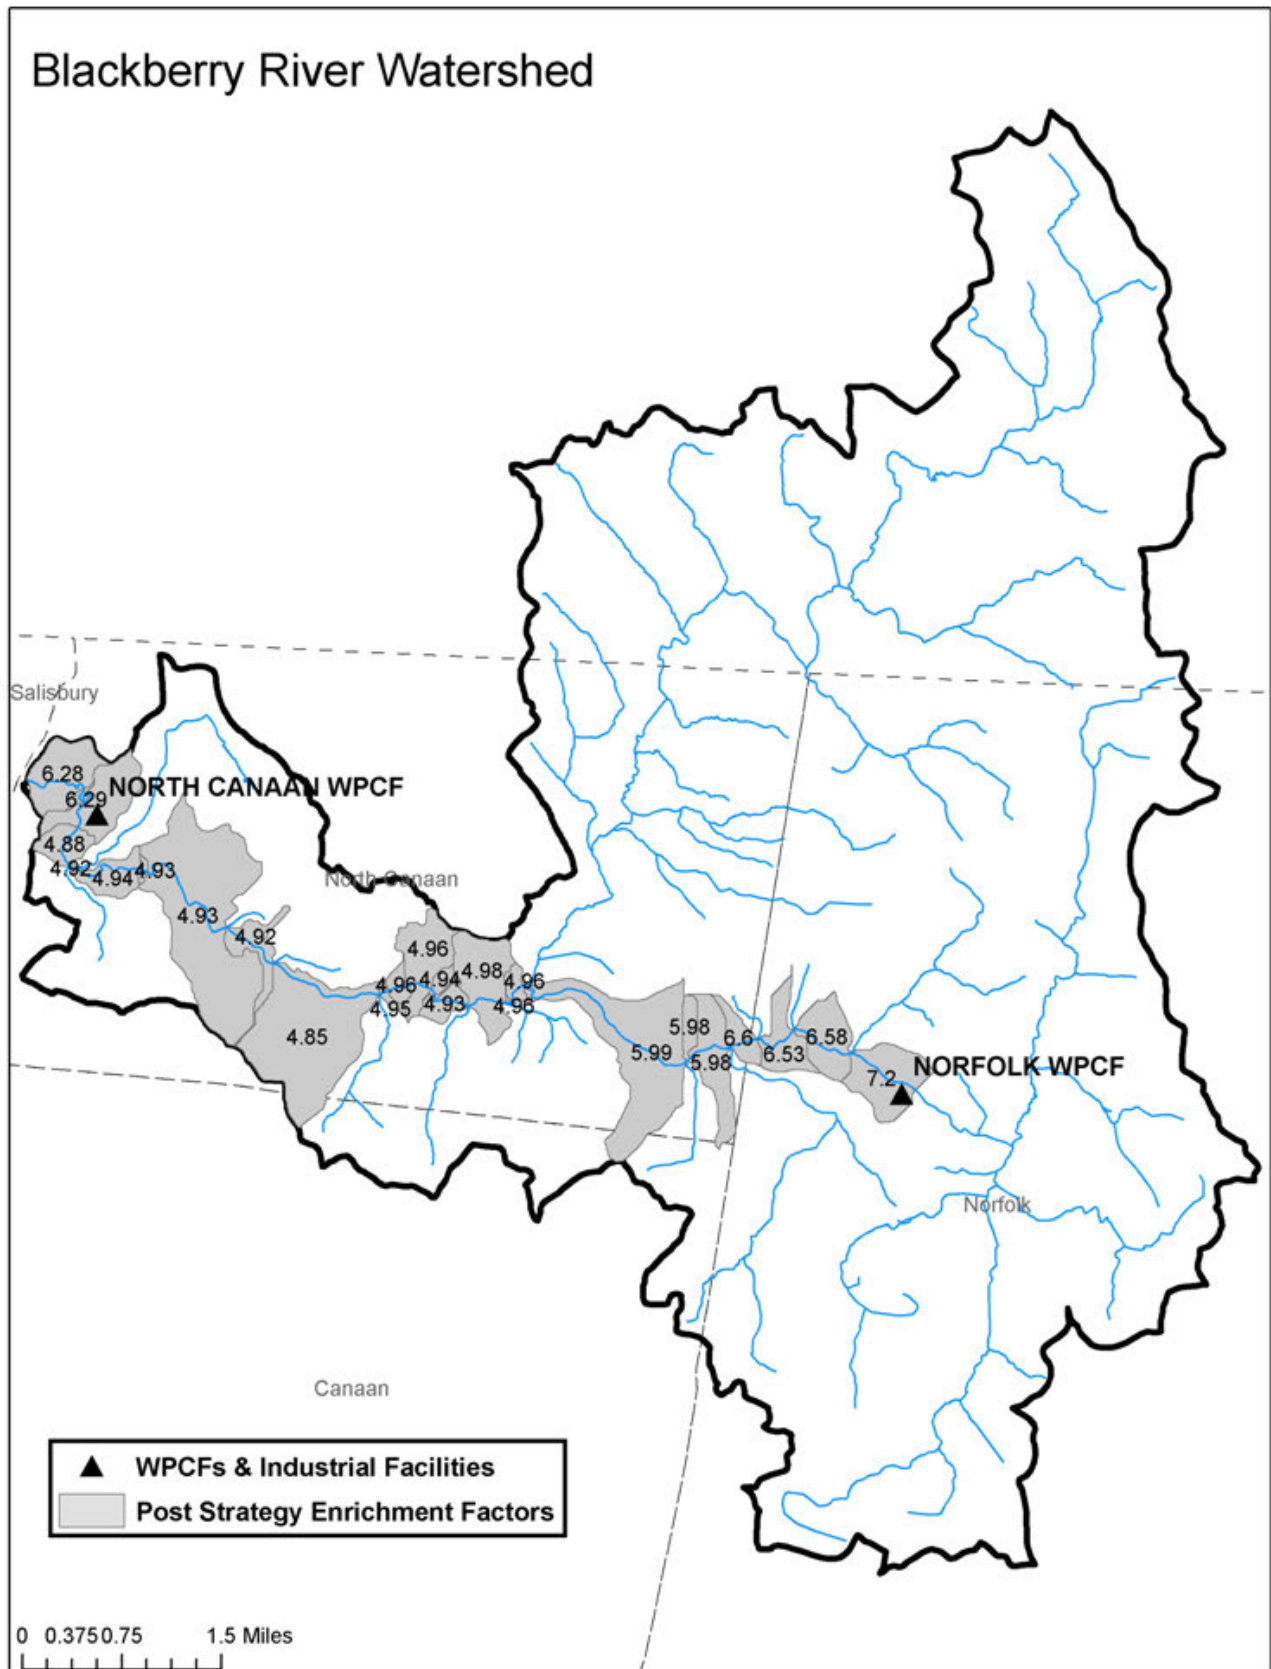 Blackberry River Watershed
Salisbury
6.28
NORTH CANAAN WPCF
6.29
4.88
4.92
4.94
4.93
North Canaan
4.93
4.92
4.96
4.98
4.96
4.94
4.96
4.95
4.93
4.96
4.85
5.98
5.99
5.98
6.6
6.53
6.58
7.2
NORFOLK WPCF
Norfolk
Canaan
WPCFs & Industrial Facilities
Post Strategy Enrichment Factors
0 0.375 0.75 1.5 Miles